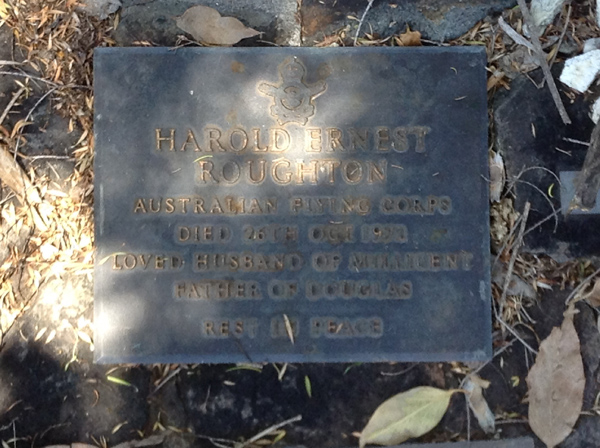 HAROLD ERNEST
ROUGHTON
AUSTRALIAN FLYING CORPS
DIED 26TH OCT
LOVED HUSBAND OF MILLICENT
FATHER OF DOUGLAS
REST IN PEACE